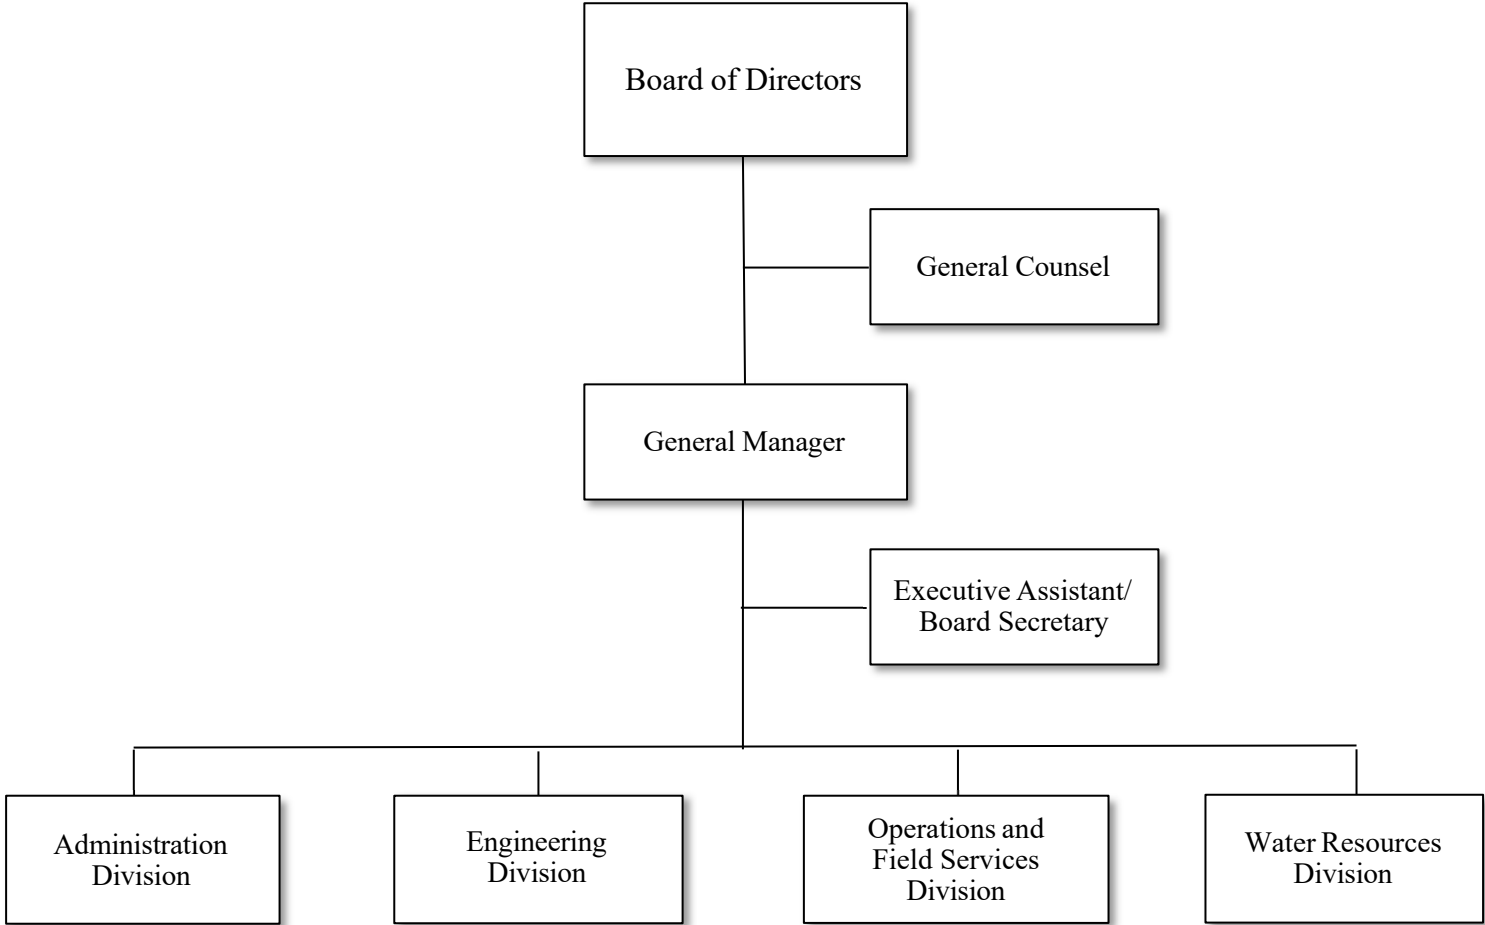 Board of Directors
General Counsel
General Manager
Executive Assistant/
Board Secretary
Administration
Division
Engineering
Division
Operations and
Field Services
Division
Water Resources
Division